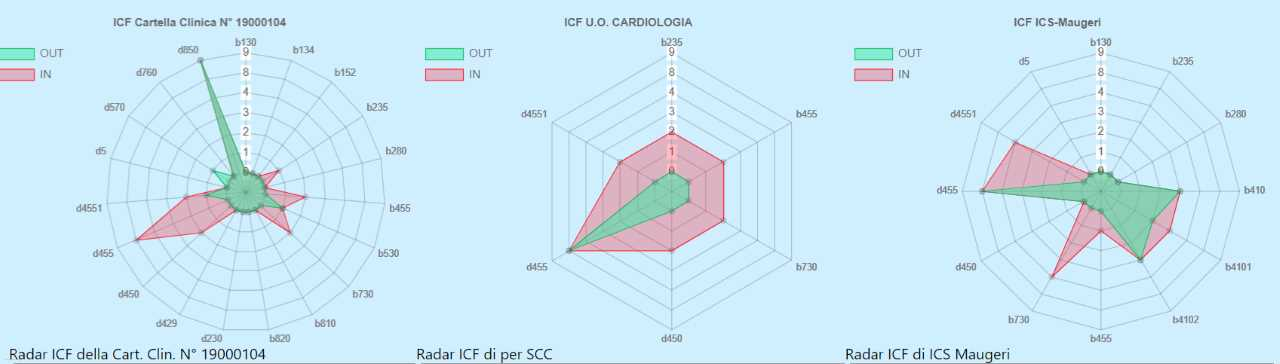 ICF Cartella Clinica N° 19000104
OUT
IN
b130
b134
b152
b235
b280
b455
b530
b730
b810
b820
d230
d429
d450
d455
d4551
d5
d570
d760
d850
9
8
4
3
2
1
0
Radar ICF della Cart. Clin. N° 19000104
ICF U.O. CARDIOLOGIA
OUT
IN
b235
b455
b730
d450
d455
d4551
9
8
4
3
2
1
0
Radar ICF di per SCC
ICF ICS-Maugeri
OUT
IN
b130
b235
b280
b410
b4101
b4102
b455
b730
d450
d455
d4551
d5
9
8
4
3
2
1
0
Radar ICF di ICS Maugeri